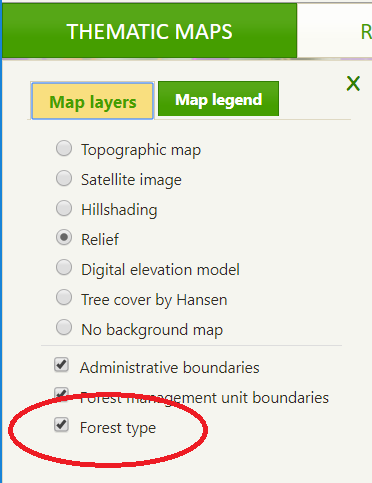 THEMATIC MAPS
R
X
Map layers
Map legend
Topographic map
Satellite image
Hillshading
Relief
Digital elevation model
Tree cover by Hansen
No background map
Administrative boundaries
Forest management unit boundaries
Forest type